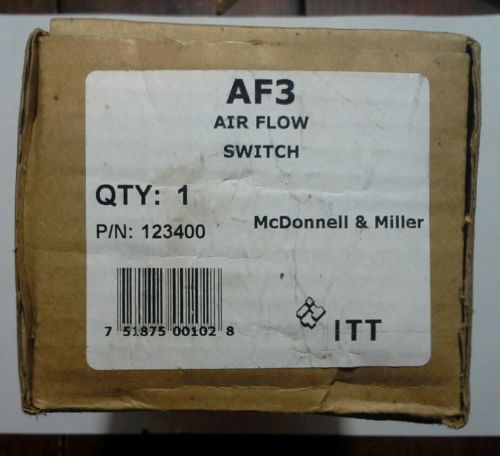 AF3
AIR FLOW
SWITCH
QTY: 1
P/N: 123400
McDonnell & Miller
7 51875 00102 8
ITT